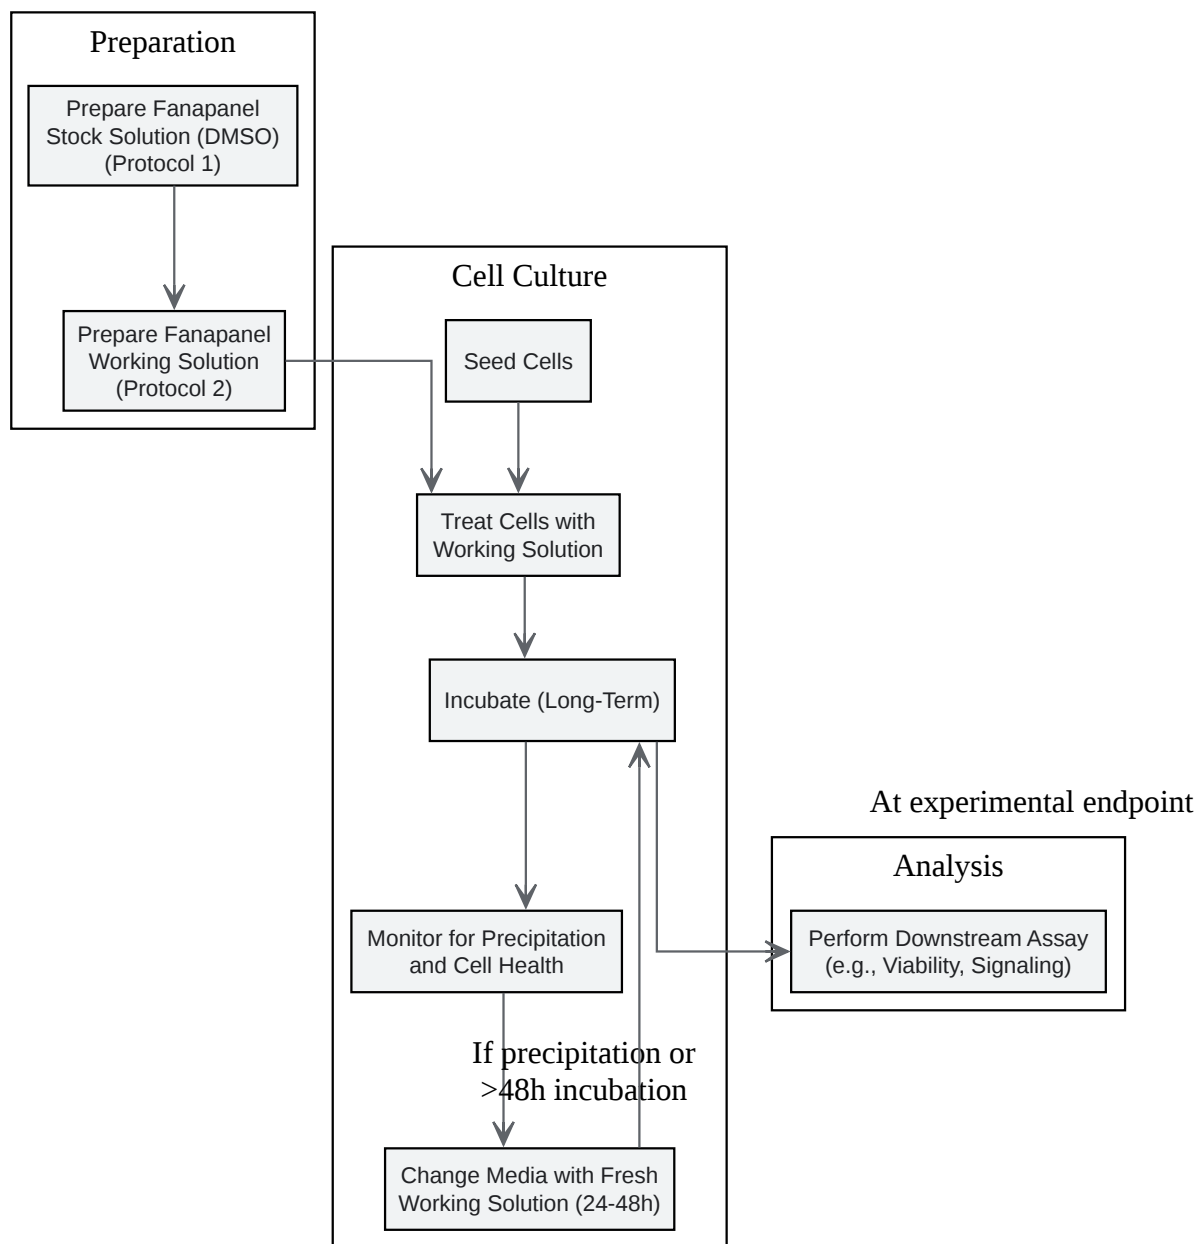 Preparation
Prepare Fanapanel
Stock Solution (DMSO)
(Protocol 1)
Prepare Fanapanel
Working Solution
(Protocol 2)
Cell Culture
Seed Cells
Treat Cells with
Working Solution
Incubate (Long-Term)
Monitor for Precipitation
and Cell Health
If precipitation or
>48h incubation
Change Media with Fresh
Working Solution (24-48h)
At experimental endpoint
Analysis
Perform Downstream Assay
(e.g., Viability, Signaling)